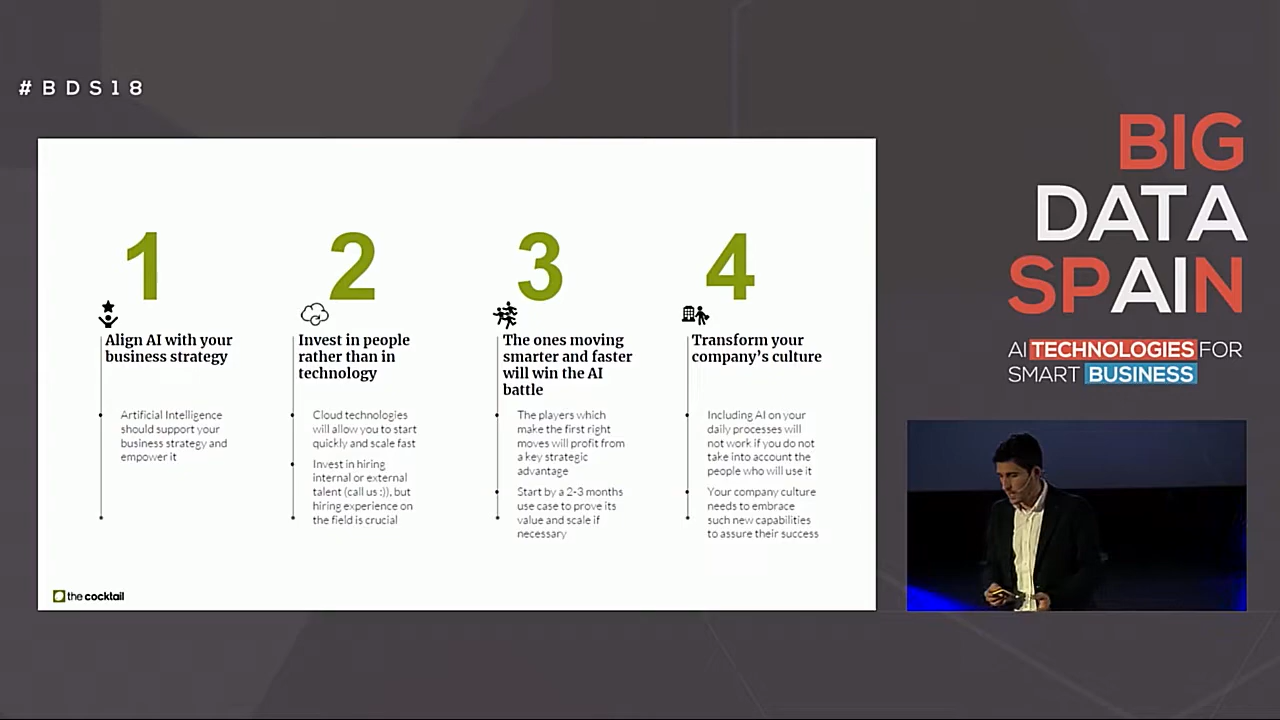 #BDS18
BIG
DATA
SPAIN
AI TECHNOLOGIES FOR
SMART BUSINESS
1
Align AI with your
business strategy
Artificial Intelligence
should support your
business strategy and
empower it
2
Invest in people
rather than in
technology
Cloud technologies
will allow you to start
quickly and scale fast
Invest in hiring
internal or external
talent (call us :)), but
hiring experience on
the field is crucial
3
The ones moving
smarter and faster
will win the AI
battle
The players which
make the first right
moves will profit from
a key strategic
advantage
Start by a 2-3 months
use case to prove its
value and scale if
necessary
4
Transform your
company's culture
Including AI on your
daily processes will
not work if you do not
take into account the
people who will use it
Your company culture
needs to embrace
such new capabilities
to assure their success
the cocktail